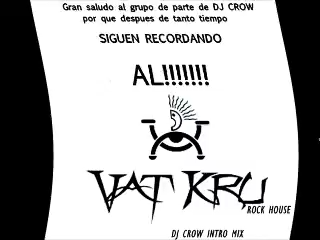 Gran saludo al grupo de parte de DJ CROW
por que despues de tanto tiempo
SIGUEN RECORDANDO
AL!!!!!!!
VAT KRU
ROCK HOUSE
DJ CROW INTRO MIX